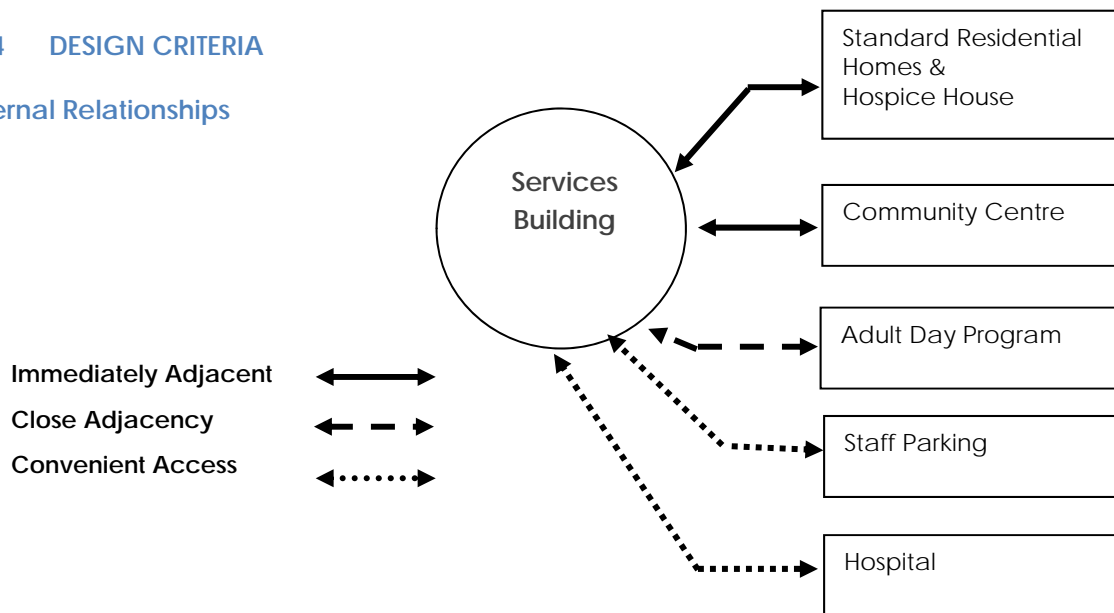 4 DESIGN CRITERIA
ernal Relationships
Services
Building
Standard Residential
Homes &
Hospice House
Community Centre
Adult Day Program
Staff Parking
Hospital
Immediately Adjacent
Close Adjacency
Convenient Access